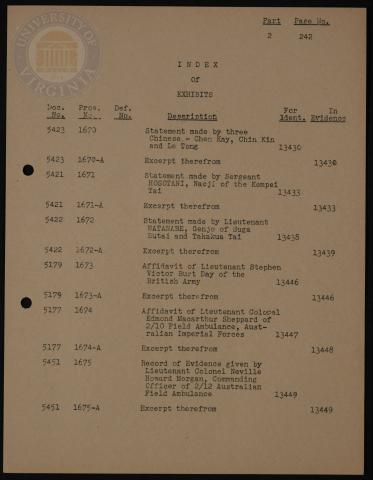 UNIVERSITY OF VIRGINIA
Part Page No.
2 242
INDEX
Of
EXHIBITS
Doc. Pros. Def. For In
No. No. No. Description Ident. Evidence
5423 1670 Statement made by three
Chinese - Chen Kay, Chin Kin
and Lo Tong 13430
5423 1670-A Excerpt therefrom 13430
5421 1671 Statement made by Sergeant
HOSOTANI, Naoji of the Kempei
Tai 13433
5421 1671-A Excerpt therefrom 13433
5422 1672 Statement made by Lieutenant
WATANABE, Genjo of Suga
Butai and Takakua Tai 13438
5422 1672-A Excerpt therefrom 13439
5179 1673 Affidavit of Lieutenant Stephen
Victor Burt Day of the
British Army 13446
5179 1673-A Excerpt therefrom 13446
5177 1674 Affidavit of Lieutenant Colonel
Edmond Macarthur Sheppard of
2/10 Field Ambulance, Aust-
ralian Imperial Forces 13447
5177 1674-A Excerpt therefrom 13448
5451 1675 Record of Evidence given by
Lieutenant Colonel Neville
Howard Morgan, Commanding
Officer of 2/12 Australian
Field Ambulance 13449
5451 1675-A Excerpt therefrom 13449